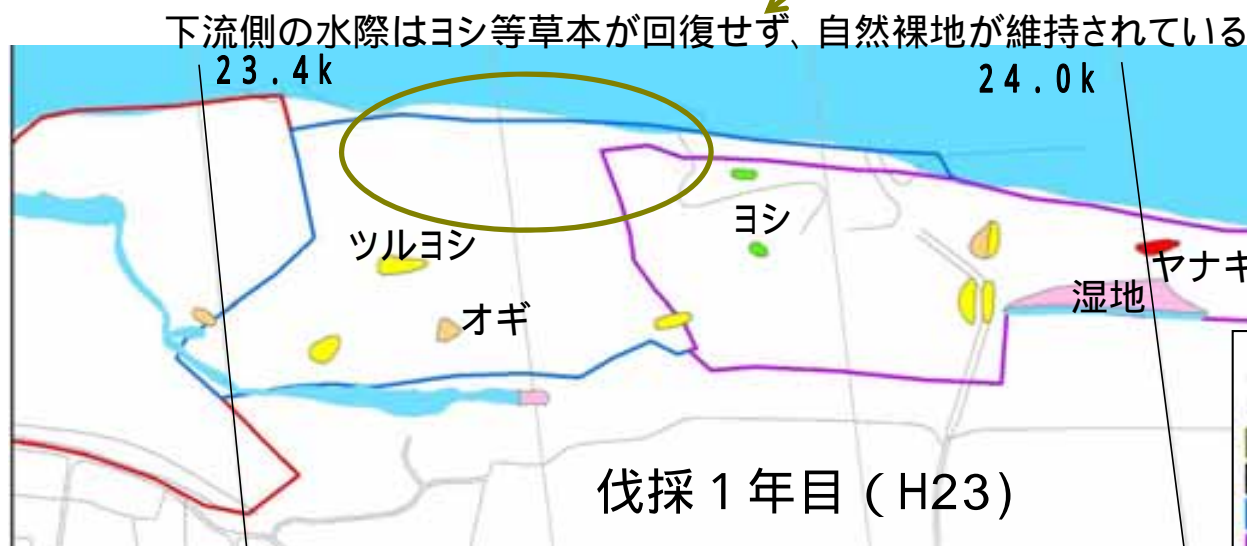 下流側の水際はヨシ等草本が回復せず、自然裸地が維持されている
23.4k
24.0k
ヨシ
ツルヨシ
ヤナキ
湿地
オギ
伐採1年目(H23)